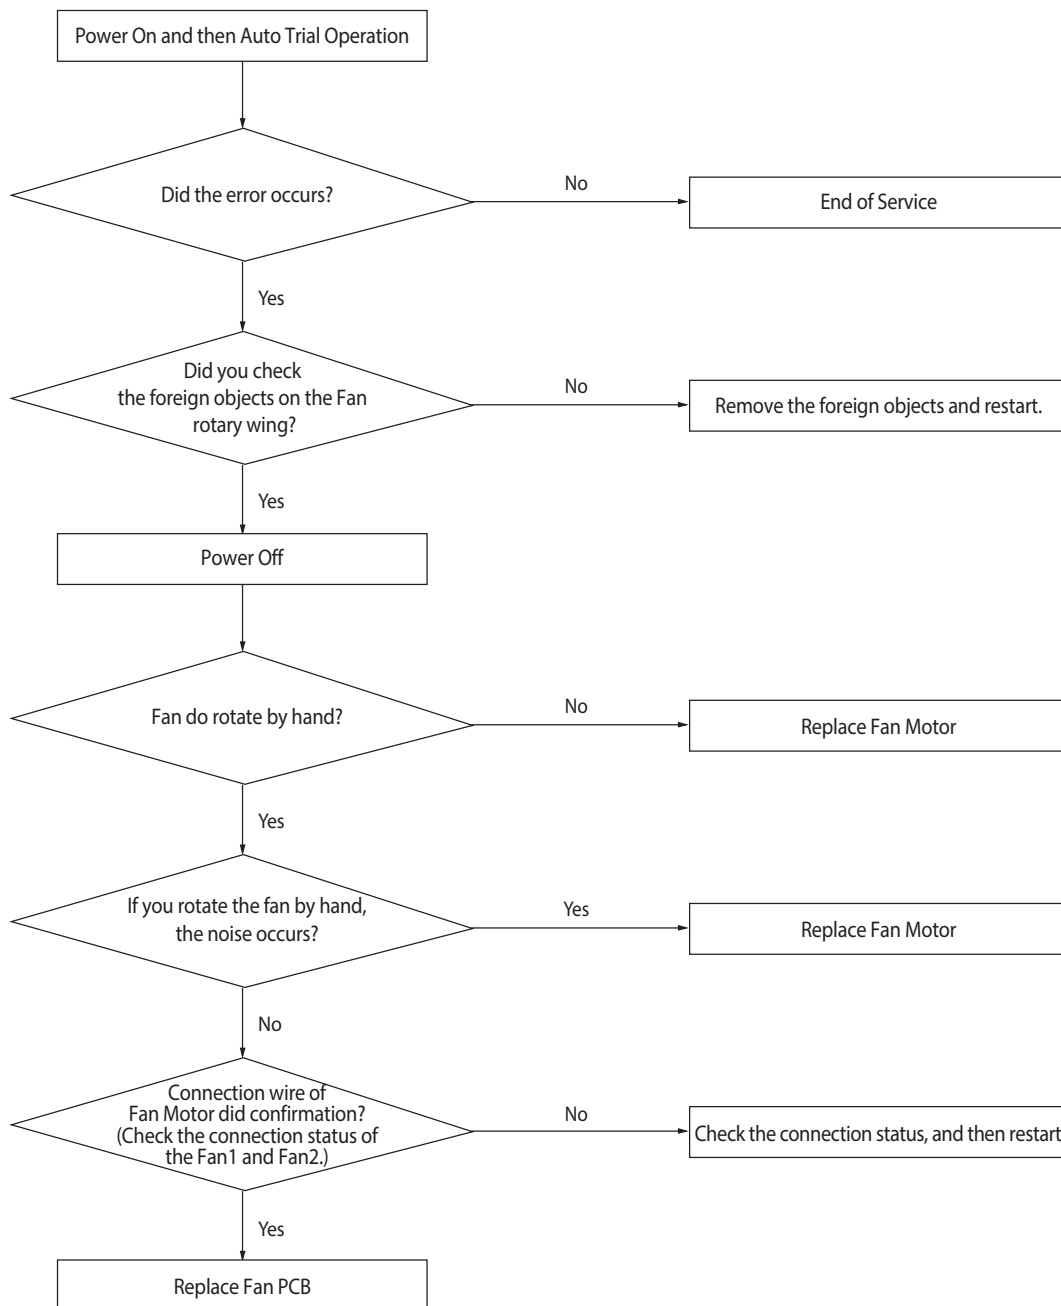 Power On and then Auto Trial Operation
Did the error occurs?
No
End of Service
Yes
Did you check
the foreign objects on the Fan
rotary wing?
No
Remove the foreign objects and restart.
Yes
Power Off
Fan do rotate by hand?
No
Replace Fan Motor
Yes
If you rotate the fan by hand,
the noise occurs?
Yes
Replace Fan Motor
No
Connection wire of
Fan Motor did confirmation?
(Check the connection status of
the Fan1 and Fan2.)
No
Check the connection status, and then restart
Yes
Replace Fan PCB